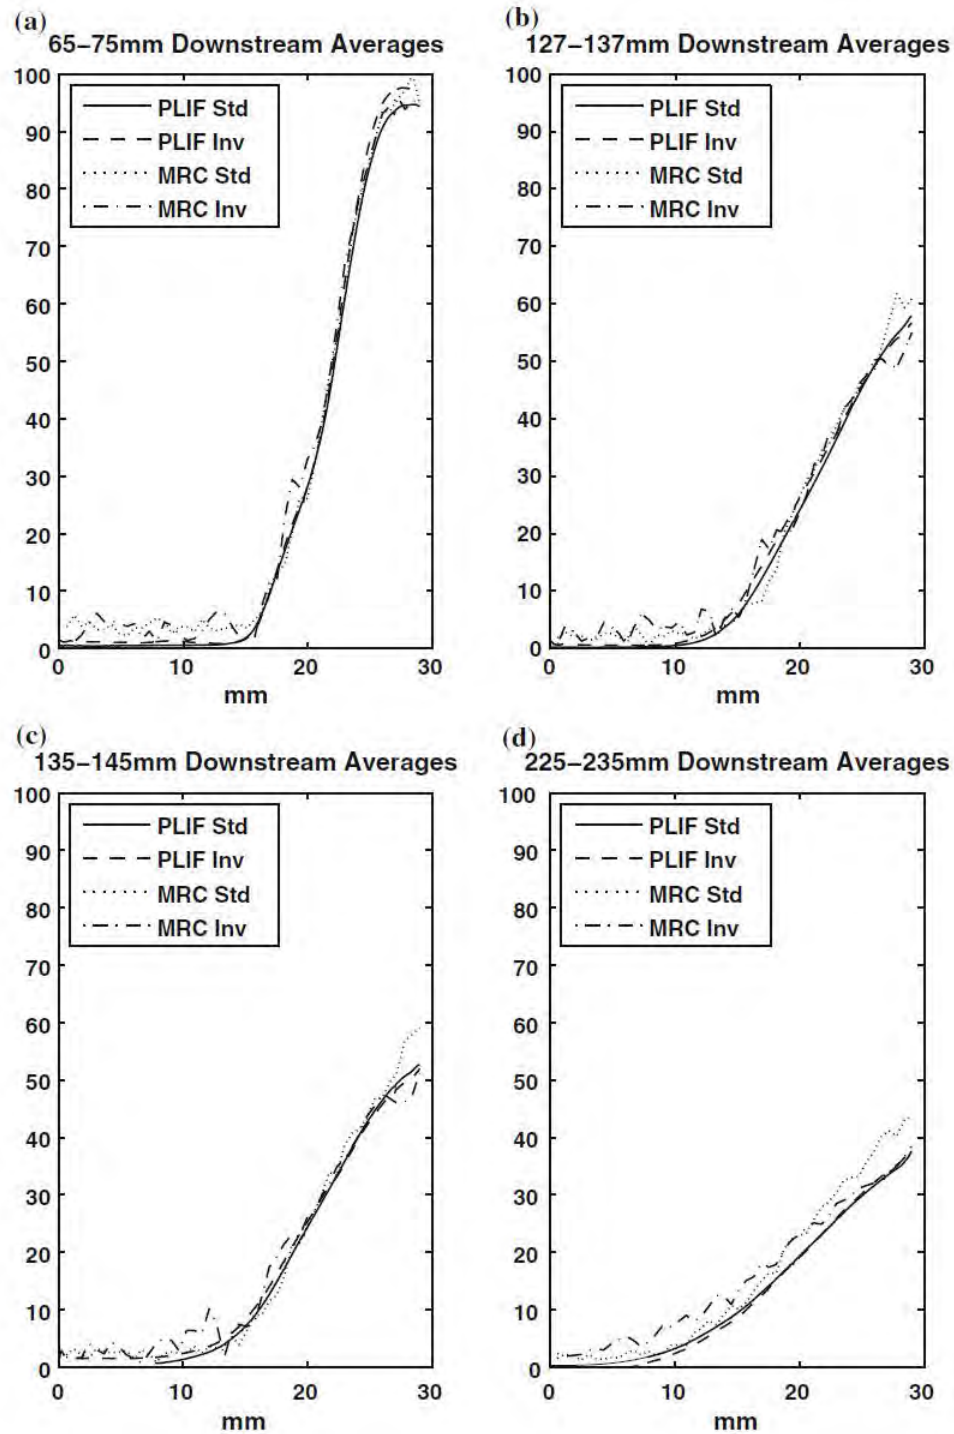 (a)
65–75mm Downstream Averages
100
90
80
70
60
50
40
30
20
10
0
PLIF Std
PLIF Inv
MRC Std
MRC Inv
0 10 20 30
mm
(b)
127–137mm Downstream Averages
100
90
80
70
60
50
40
30
20
10
0
PLIF Std
PLIF Inv
MRC Std
MRC Inv
0 10 20 30
mm
(c)
135–145mm Downstream Averages
100
90
80
70
60
50
40
30
20
10
0
PLIF Std
PLIF Inv
MRC Std
MRC Inv
0 10 20 30
mm
(d)
225–235mm Downstream Averages
100
90
80
70
60
50
40
30
20
10
0
PLIF Std
PLIF Inv
MRC Std
MRC Inv
0 10 20 30
mm